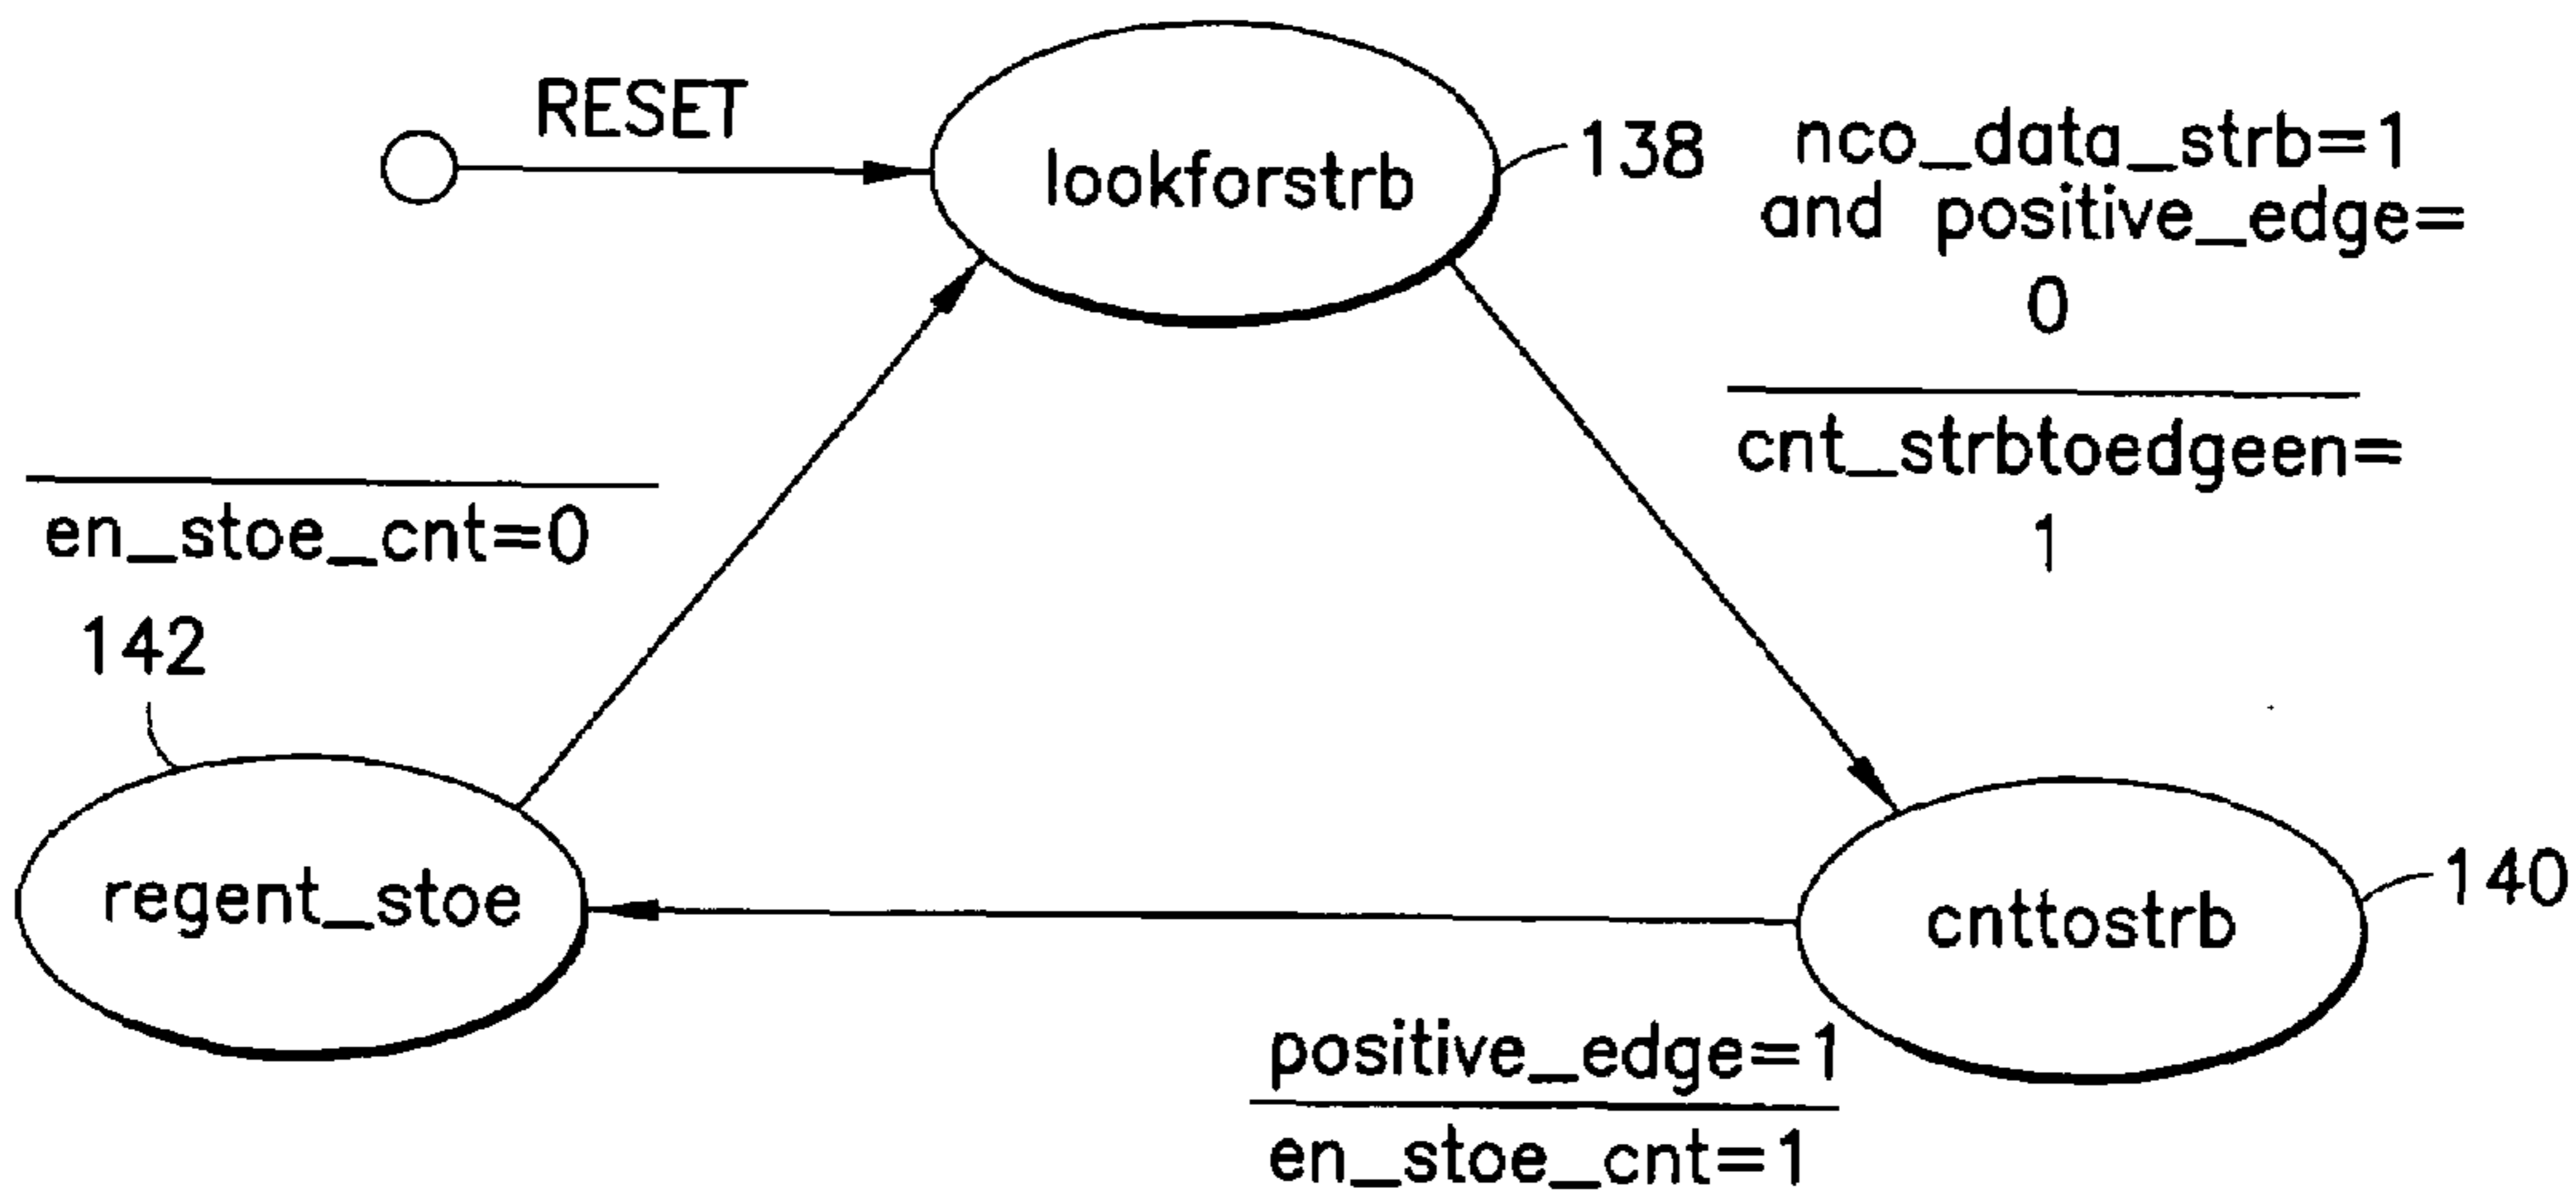 RESET
lookforstrb
138
nco_data_strb=1
and positive_edge=
0
cnt_strbtoedgeen=
1
en_stoe_cnt=0
142
regent_stoe
cnttostrb
140
positive_edge=1
en_stoe_cnt=1